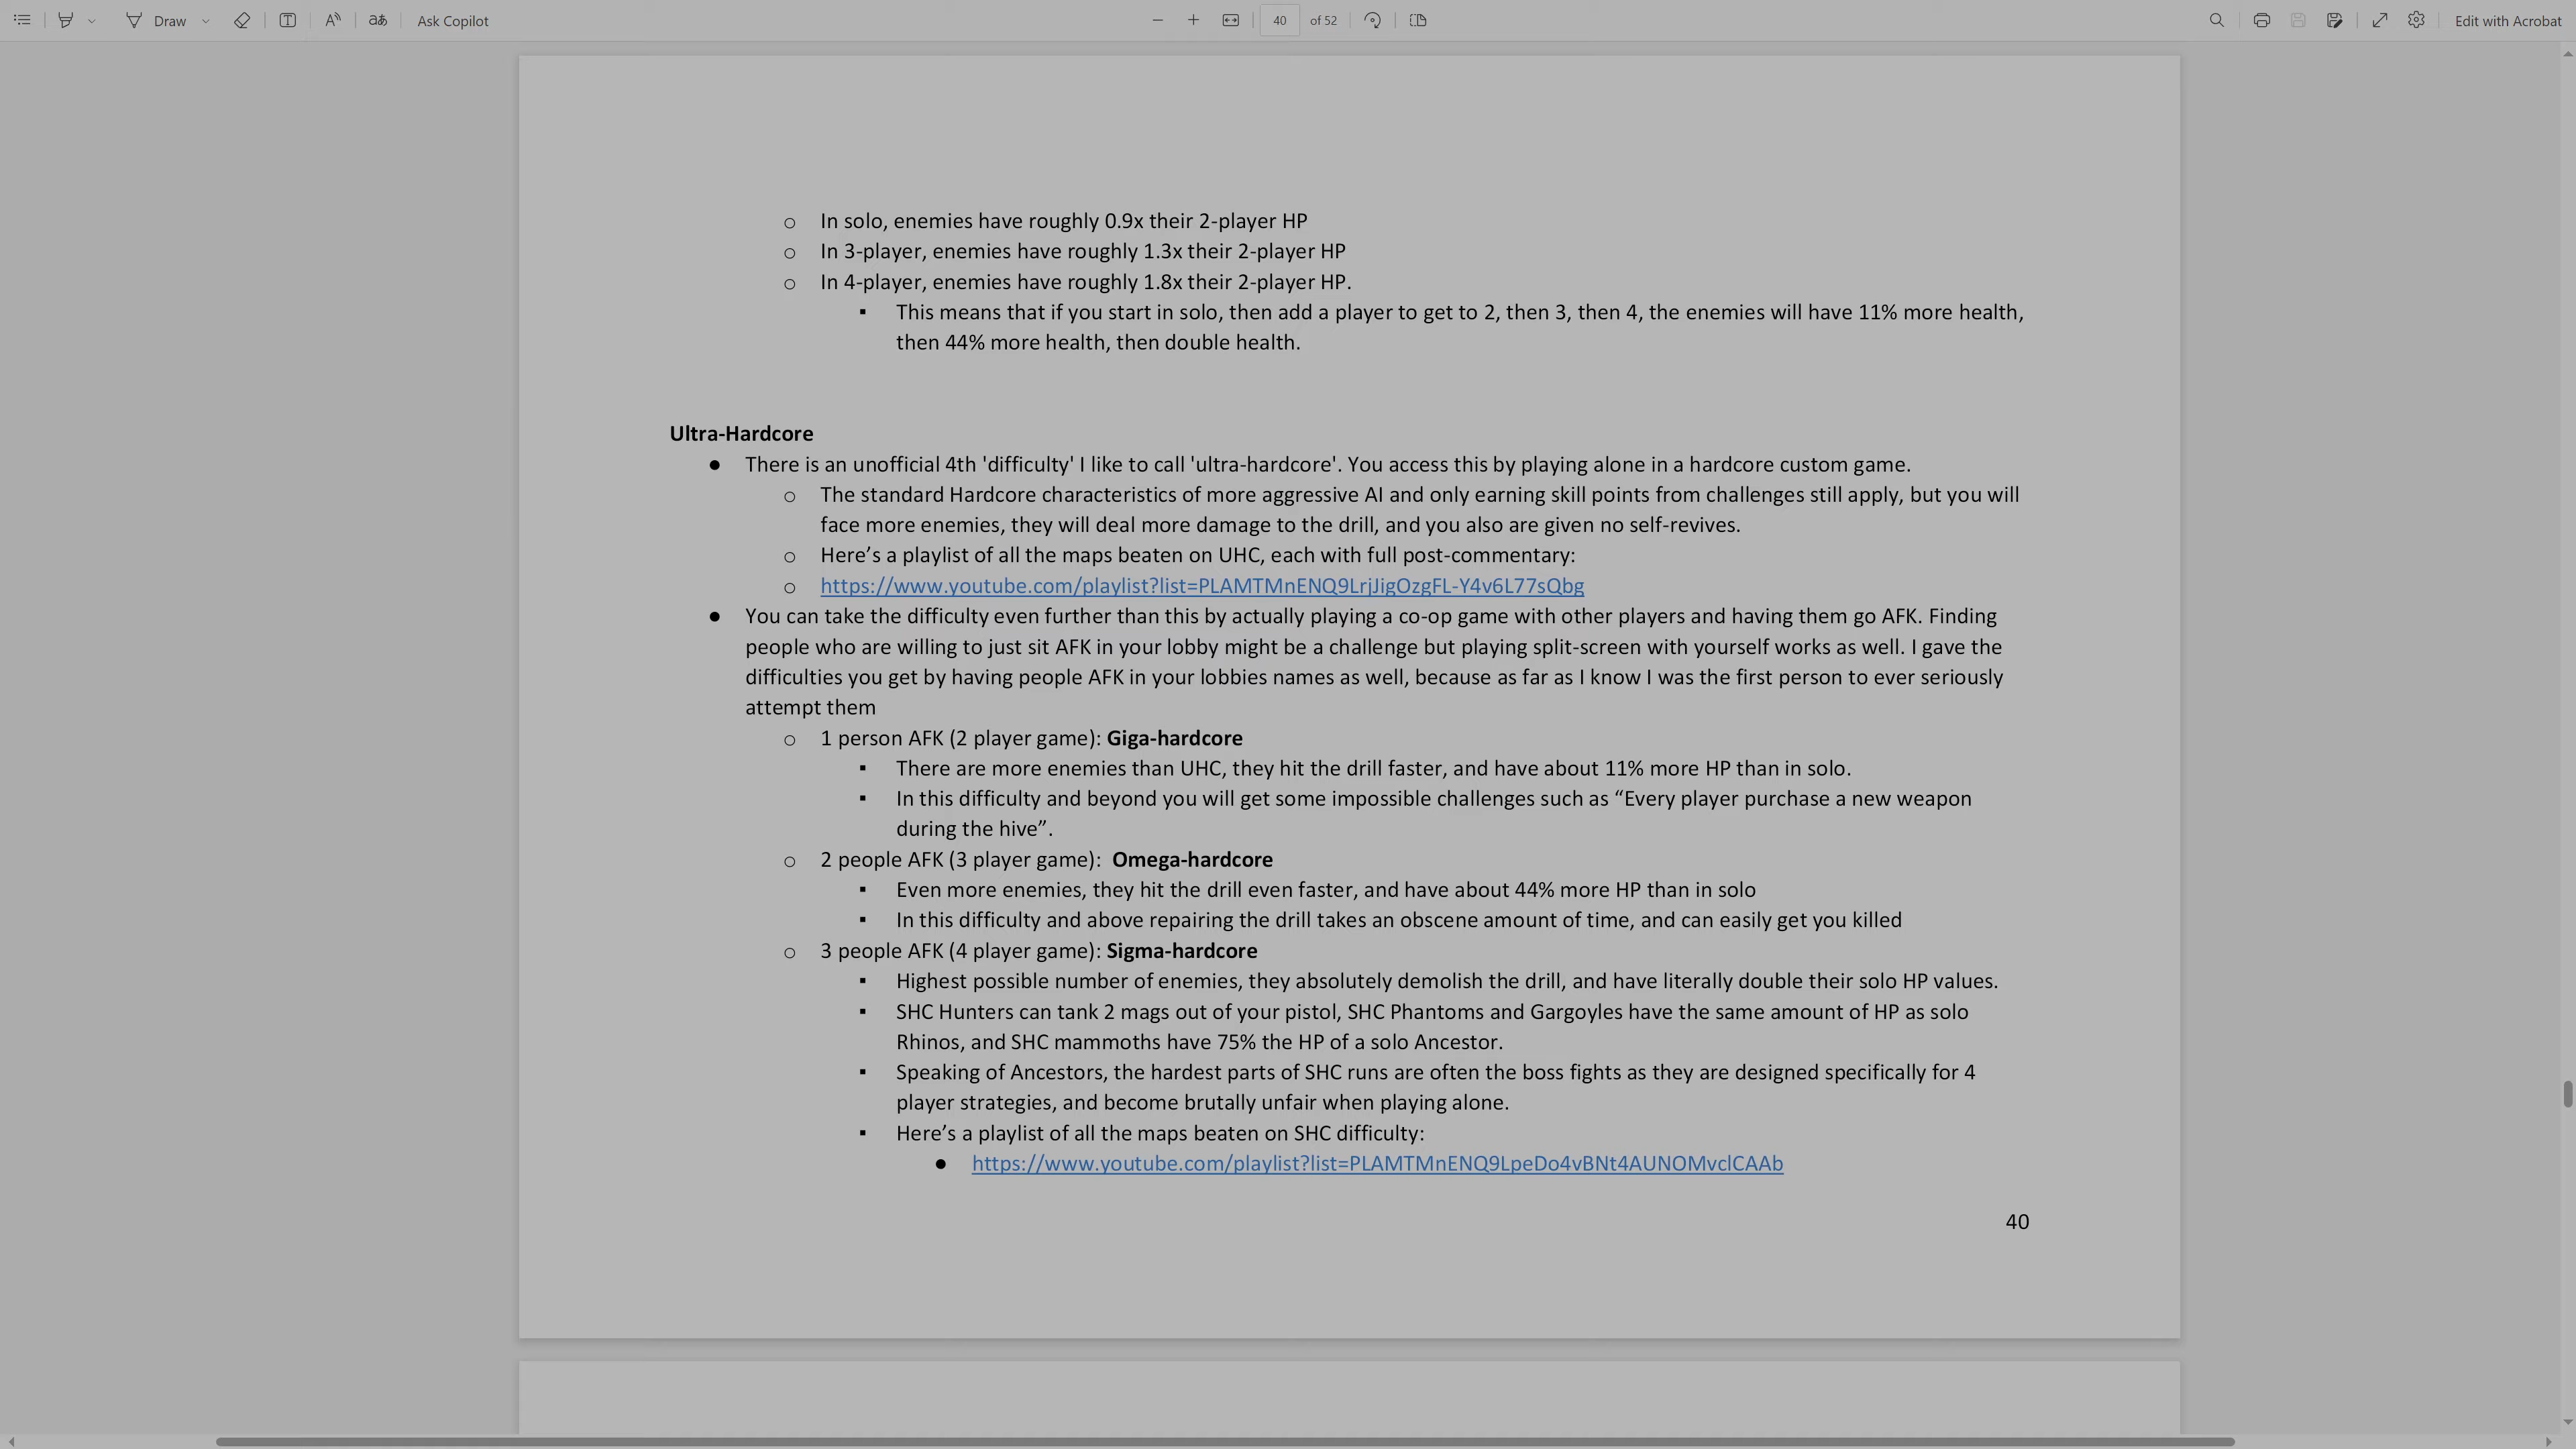 Draw
Ask Copilot
40 of 52
Edit with Acrobat
o In solo, enemies have roughly 0.9x their 2-player HP
o In 3-player, enemies have roughly 1.3x their 2-player HP
o In 4-player, enemies have roughly 1.8x their 2-player HP.
▪ This means that if you start in solo, then add a player to get to 2, then 3, then 4, the enemies will have 11% more health,
then 44% more health, then double health.
Ultra-Hardcore
● There is an unofficial 4th 'difficulty' I like to call 'ultra-hardcore'. You access this by playing alone in a hardcore custom game.
o The standard Hardcore characteristics of more aggressive AI and only earning skill points from challenges still apply, but you will
face more enemies, they will deal more damage to the drill, and you also are given no self-revives.
o Here’s a playlist of all the maps beaten on UHC, each with full post-commentary:
o https://www.youtube.com/playlist?list=PLAMTMnENQ9LrjJigOzgFL-Y4v6L77sQbg
● You can take the difficulty even further than this by actually playing a co-op game with other players and having them go AFK. Finding
people who are willing to just sit AFK in your lobby might be a challenge but playing split-screen with yourself works as well. I gave the
difficulties you get by having people AFK in your lobbies names as well, because as far as I know I was the first person to ever seriously
attempt them
o 1 person AFK (2 player game): Giga-hardcore
▪ There are more enemies than UHC, they hit the drill faster, and have about 11% more HP than in solo.
▪ In this difficulty and beyond you will get some impossible challenges such as “Every player purchase a new weapon
during the hive”.
o 2 people AFK (3 player game): Omega-hardcore
▪ Even more enemies, they hit the drill even faster, and have about 44% more HP than in solo
▪ In this difficulty and above repairing the drill takes an obscene amount of time, and can easily get you killed
o 3 people AFK (4 player game): Sigma-hardcore
▪ Highest possible number of enemies, they absolutely demolish the drill, and have literally double their solo HP values.
▪ SHC Hunters can tank 2 mags out of your pistol, SHC Phantoms and Gargoyles have the same amount of HP as solo
Rhinos, and SHC mammoths have 75% the HP of a solo Ancestor.
▪ Speaking of Ancestors, the hardest parts of SHC runs are often the boss fights as they are designed specifically for 4
player strategies, and become brutally unfair when playing alone.
▪ Here’s a playlist of all the maps beaten on SHC difficulty:
● https://www.youtube.com/playlist?list=PLAMTMnENQ9LpeDo4vBNt4AUNOMvclCAAb
40